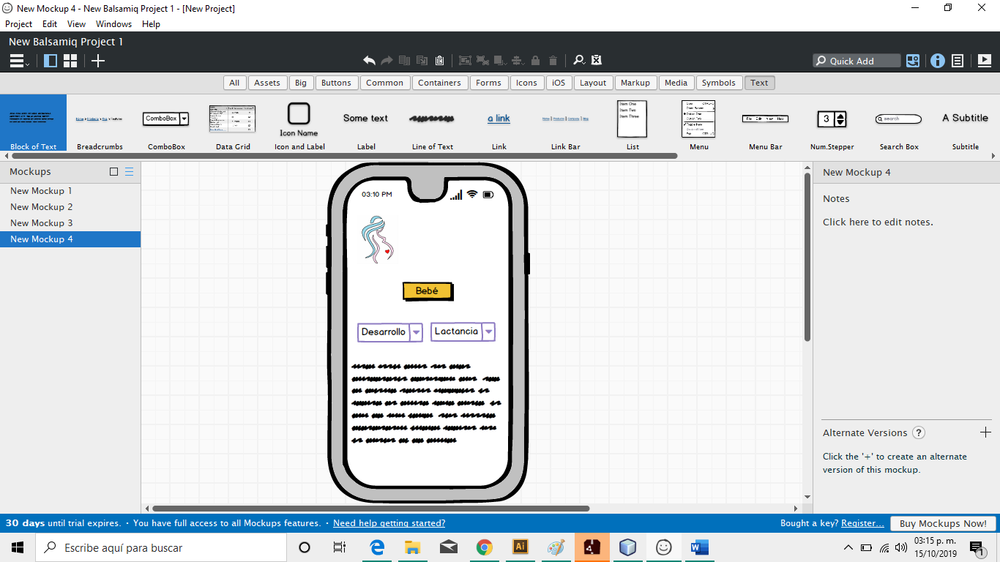 New Mockup 4 - New Balsamiq Project 1 - [New Project]
Project Edit View Windows Help
New Balsamiq Project 1
Quick Add
All Assets Big Buttons Common Containers Forms Icons iOS Layout Markup Media Symbols Text
ComboBox
Some text
a link
Item One
Item Two
Item Three
3
search
A Subtitle
Icon Name
Block of Text Breadcrumbs ComboBox Data Grid Icon and Label Label Line of Text Link Link Bar List Menu Menu Bar Num.Stepper Search Box Subtitle
Mockups
New Mockup 1
New Mockup 2
New Mockup 3
New Mockup 4
03:10 PM
Bebé
Desarrollo Lactancia
New Mockup 4
Notes
Click here to edit notes.
Alternate Versions ?
Click the '+' to create an alternate
version of this mockup.
30 days until trial expires. · You have full access to all Mockups features. · Need help getting started?
Bought a key? Register... Buy Mockups Now!
Escribe aquí para buscar
03:15 p. m.
15/10/2019
1